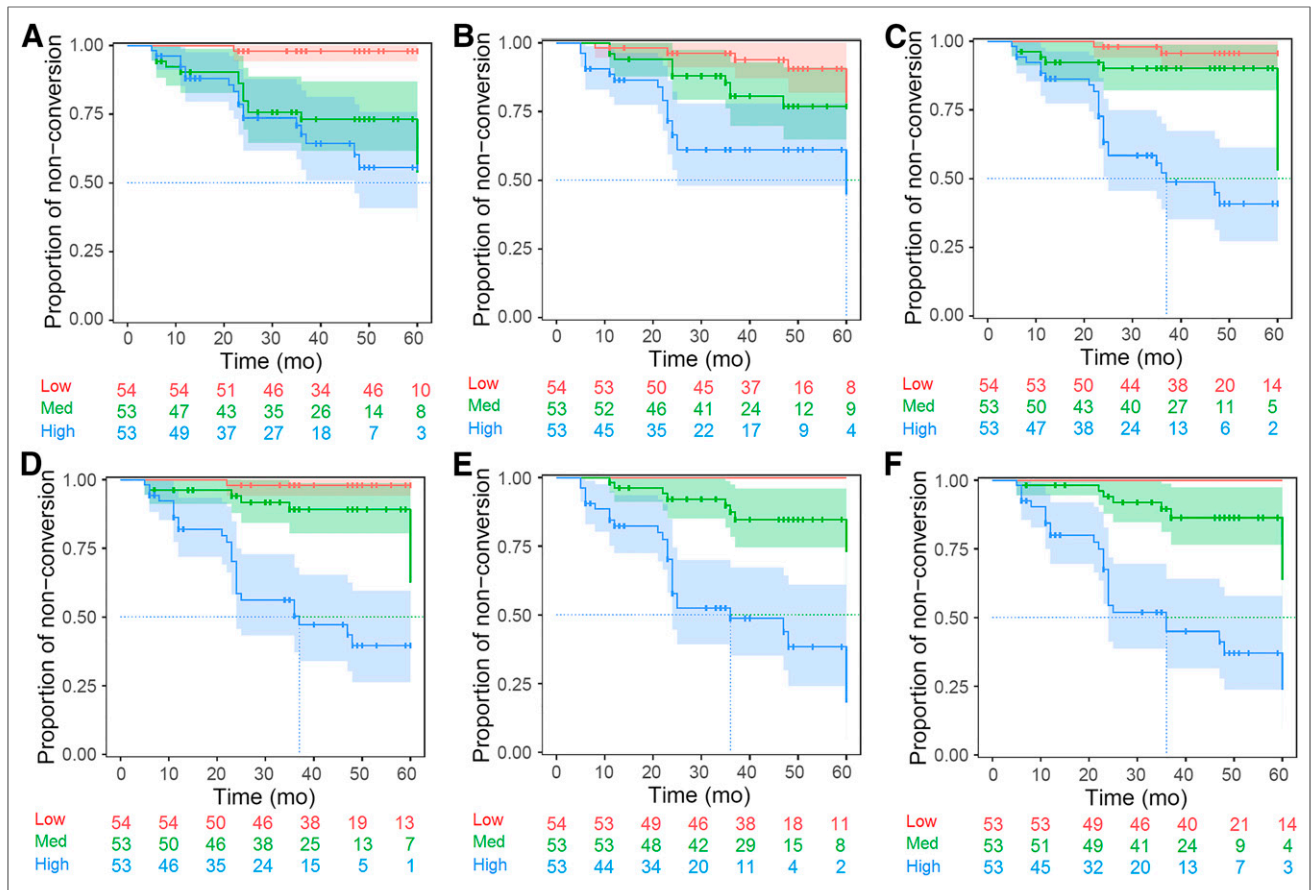 A B C
Proportion of non-conversion
1.00
0.75
0.50
0.25
0.00
0 10 20 30 40 50 60
Time (mo)
Low 54 54 51 46 34 46 10
Med 53 47 43 35 26 14 8
High 53 49 37 27 18 7 3
Proportion of non-conversion
1.00
0.75
0.50
0.25
0.00
0 10 20 30 40 50 60
Time (mo)
Low 54 53 50 45 37 16 8
Med 53 52 46 41 24 12 9
High 53 45 35 22 17 9 4
Proportion of non-conversion
1.00
0.75
0.50
0.25
0.00
0 10 20 30 40 50 60
Time (mo)
Low 54 53 50 44 38 20 14
Med 53 50 43 40 27 11 5
High 53 47 38 24 13 6 2
D E F
Proportion of non-conversion
1.00
0.75
0.50
0.25
0.00
0 10 20 30 40 50 60
Time (mo)
Low 54 54 50 46 38 19 13
Med 53 50 46 38 25 13 7
High 53 46 35 24 15 5 1
Proportion of non-conversion
1.00
0.75
0.50
0.25
0.00
0 10 20 30 40 50 60
Time (mo)
Low 54 53 49 46 38 18 11
Med 53 53 48 42 29 15 8
High 53 44 34 20 11 4 2
Proportion of non-conversion
1.00
0.75
0.50
0.25
0.00
0 10 20 30 40 50 60
Time (mo)
Low 53 53 49 46 40 21 14
Med 53 51 49 41 24 9 4
High 53 45 32 20 13 7 3